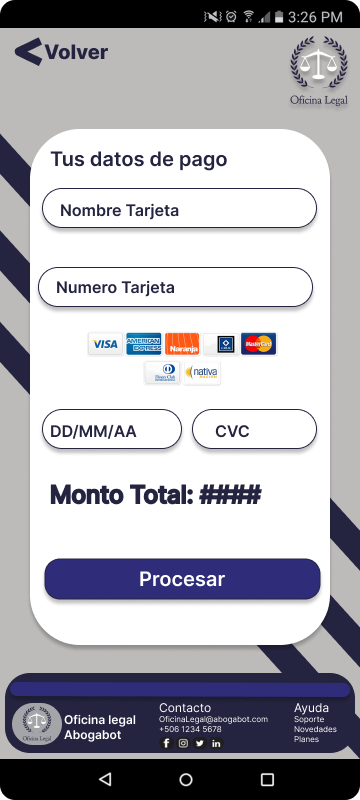 3:26 PM
Volver
Oficina Legal
Tus datos de pago
Nombre Tarjeta
Numero Tarjeta
VISA
AMERICAN
EXPRESS
Naranja
MasterCard
Diners Club
nativa
DD/MM/AA
CVC
Monto Total: ####
Procesar
Oficina legal
Abogabot
Oficina Legal
Contacto
OficinaLegal@abogabot.com
+506 1234 5678
Ayuda
Soporte
Novedades
Planes